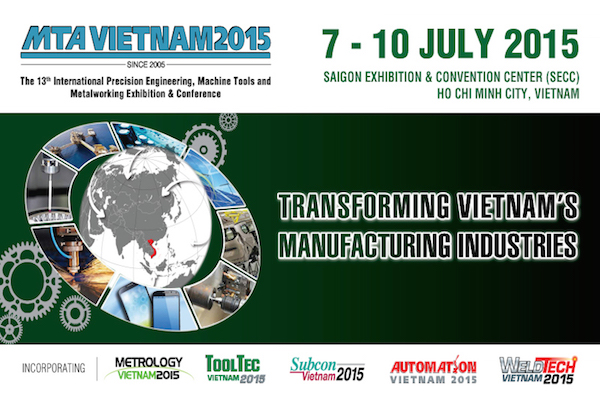 MTA VIETNAM2015
SINCE 2005
The 13th International Precision Engineering, Machine Tools and
Metalworking Exhibition & Conference
7 - 10 JULY 2015
SAIGON EXHIBITION & CONVENTION CENTER (SECC)
HO CHI MINH CITY, VIETNAM
TRANSFORMING VIETNAM'S
MANUFACTURING INDUSTRIES
INCORPORATING
METROLOGY
VIETNAM2015
TOOLTEC
VIETNAM 2015
Subcon
Vietnam2015
AUTOMATION
VIETNAM 2015
WELDTECH
VIETNAM 2015